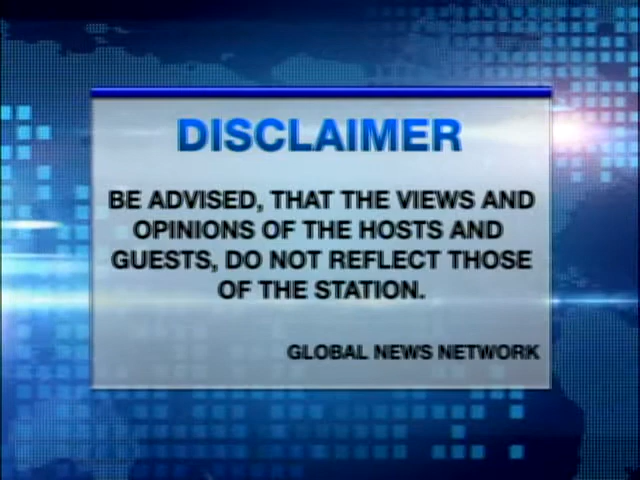 DISCLAIMER
BE ADVISED, THAT THE VIEWS AND
OPINIONS OF THE HOSTS AND
GUESTS, DO NOT REFLECT THOSE
OF THE STATION.
GLOBAL NEWS NETWORK